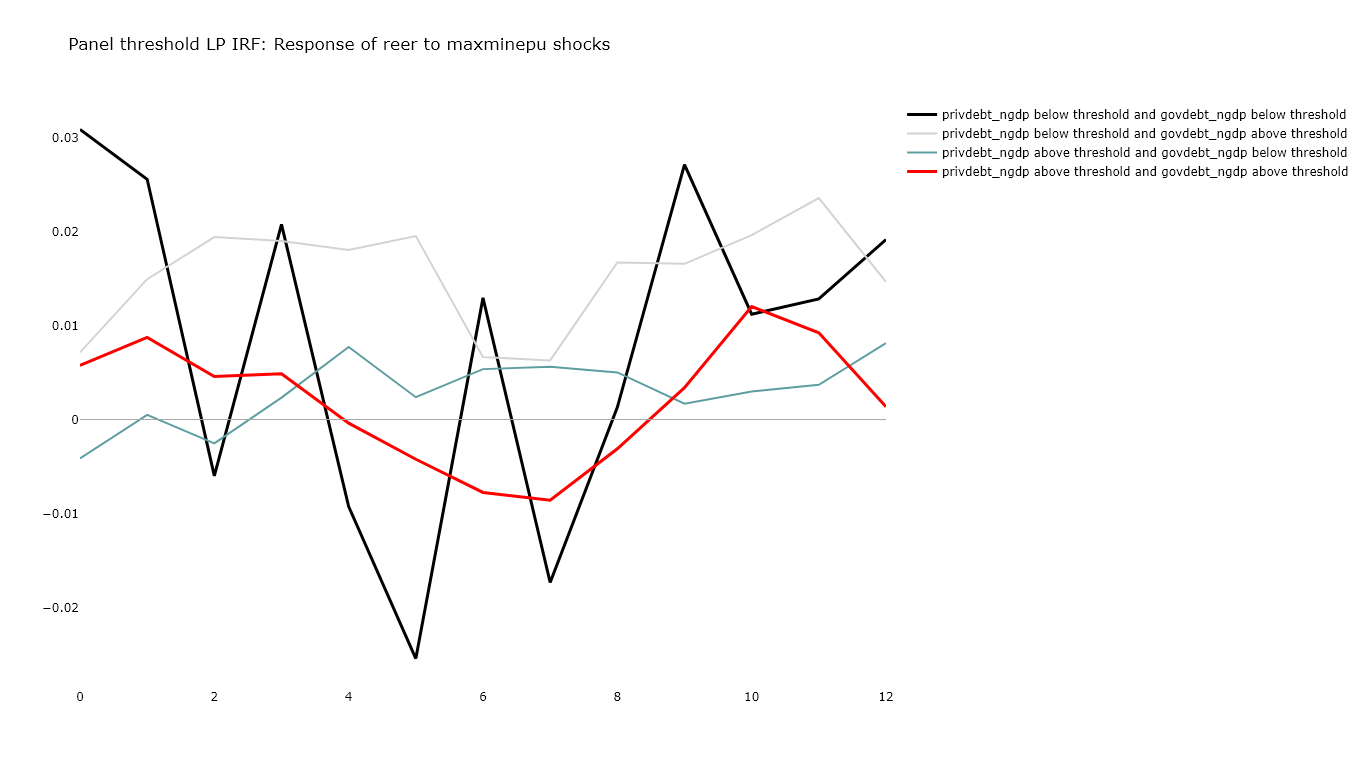 Panel threshold LP IRF: Response of reer to maxminepu shocks
privdebt_ngdp below threshold and govdebt_ngdp below threshold
privdebt_ngdp below threshold and govdebt_ngdp above threshold
privdebt_ngdp above threshold and govdebt_ngdp below threshold
privdebt_ngdp above threshold and govdebt_ngdp above threshold
0.03
0.02
0.01
0
−0.01
−0.02
0 2 4 6 8 10 12